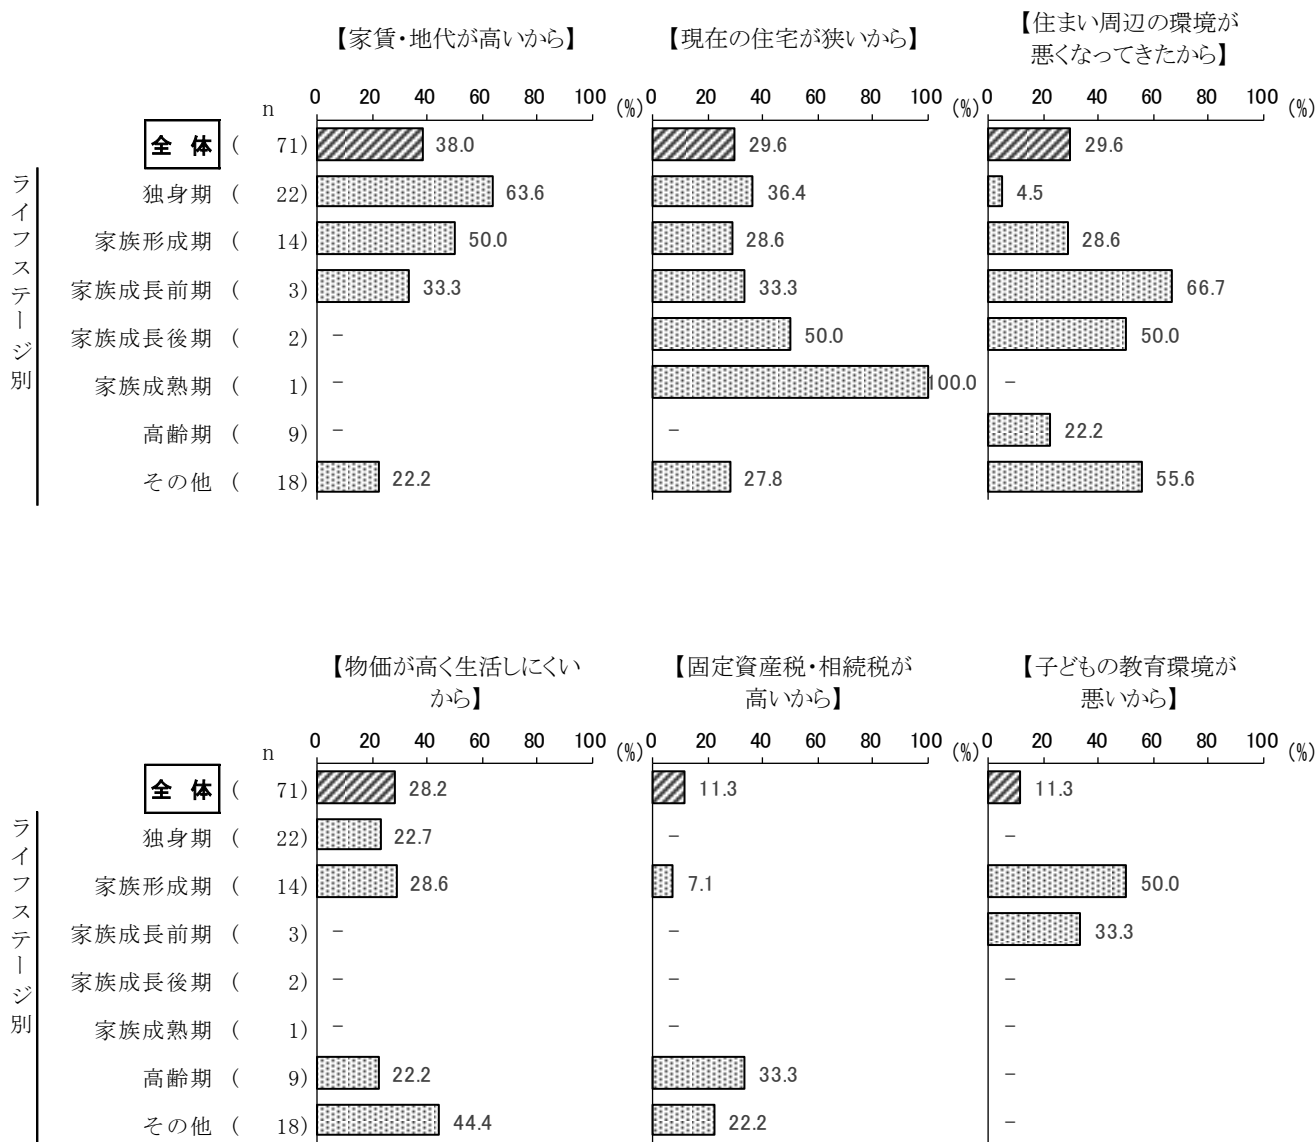 【家賃・地代が高いから】 【現在の住宅が狭いから】 【住まい周辺の環境が
悪くなってきたから】
n 0 20 40 60 80 100 (%) 0 20 40 60 80 100 (%) 0 20 40 60 80 100 (%)
全 体 ( 71) 38.0 29.6 29.6
ライフステージ別
独身期 ( 22) 63.6 36.4 4.5
家族形成期 ( 14) 50.0 28.6 28.6
家族成長前期 ( 3) 33.3 33.3 66.7
家族成長後期 ( 2) - 50.0 50.0
家族成熟期 ( 1) - 100.0 -
高齢期 ( 9) - - 22.2
その他 ( 18) 22.2 27.8 55.6
【物価が高く生活しにくい 【固定資産税・相続税が 【子どもの教育環境が
から】 高いから】 悪いから】
n 0 20 40 60 80 100 (%) 0 20 40 60 80 100 (%) 0 20 40 60 80 100 (%)
全 体 ( 71) 28.2 11.3 11.3
ライフステージ別
独身期 ( 22) 22.7 - -
家族形成期 ( 14) 28.6 7.1 50.0
家族成長前期 ( 3) - - 33.3
家族成長後期 ( 2) - - -
家族成熟期 ( 1) - - -
高齢期 ( 9) 22.2 33.3 -
その他 ( 18) 44.4 22.2 -